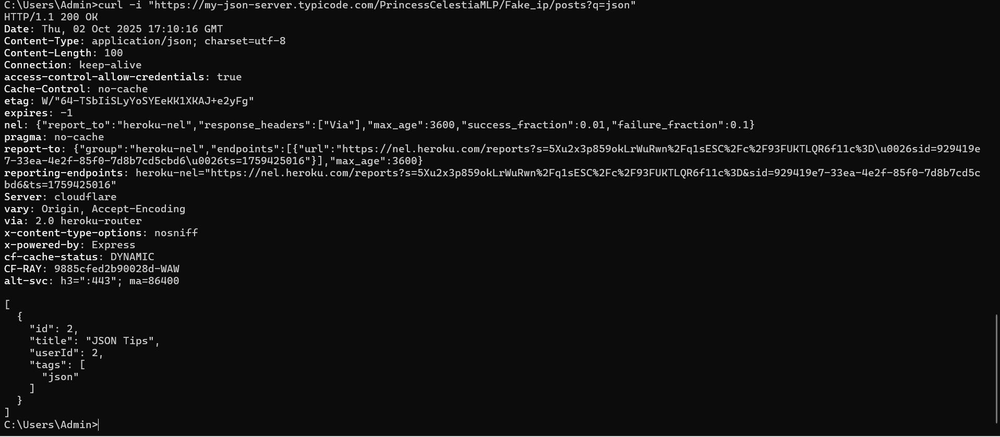 C:\Users\Admin>curl -i "https://my-json-server.typicode.com/PrincessCelestiaMLP/Fake_ip/posts?q=json"
HTTP/1.1 200 OK
Date: Thu, 02 Oct 2025 17:10:16 GMT
Content-Type: application/json; charset=utf-8
Content-Length: 100
Connection: keep-alive
access-control-allow-credentials: true
Cache-Control: no-cache
etag: W/"64-TSbIiSLyYoSYEeKK1XKAJ+e2yFg"
expires: -1
nel: {"report_to":"heroku-nel","response_headers":["Via"],"max_age":3600,"success_fraction":0.01,"failure_fraction":0.1}
pragma: no-cache
report-to: {"group":"heroku-nel","endpoints":[{"url":"https://nel.heroku.com/reports?s=5Xu2x3p859okLrWuRwn%2Fq1sESC%2Fc%2F93FUKTLQR6f11c%3D\u0026sid=929419e
7-33ea-4e2f-85f0-7d8b7cd5cbd6\u0026ts=1759425016"}],"max_age":3600}
reporting-endpoints: heroku-nel="https://nel.heroku.com/reports?s=5Xu2x3p859okLrWuRwn%2Fq1sESC%2Fc%2F93FUKTLQR6f11c%3D&sid=929419e7-33ea-4e2f-85f0-7d8b7cd5c
bd6&ts=1759425016"
Server: cloudflare
vary: Origin, Accept-Encoding
via: 2.0 heroku-router
x-content-type-options: nosniff
x-powered-by: Express
cf-cache-status: DYNAMIC
CF-RAY: 9885cfed2b90028d-WAW
alt-svc: h3=":443"; ma=86400

[
  {
    "id": 2,
    "title": "JSON Tips",
    "userId": 2,
    "tags": [
      "json"
    ]
  }
]
C:\Users\Admin>